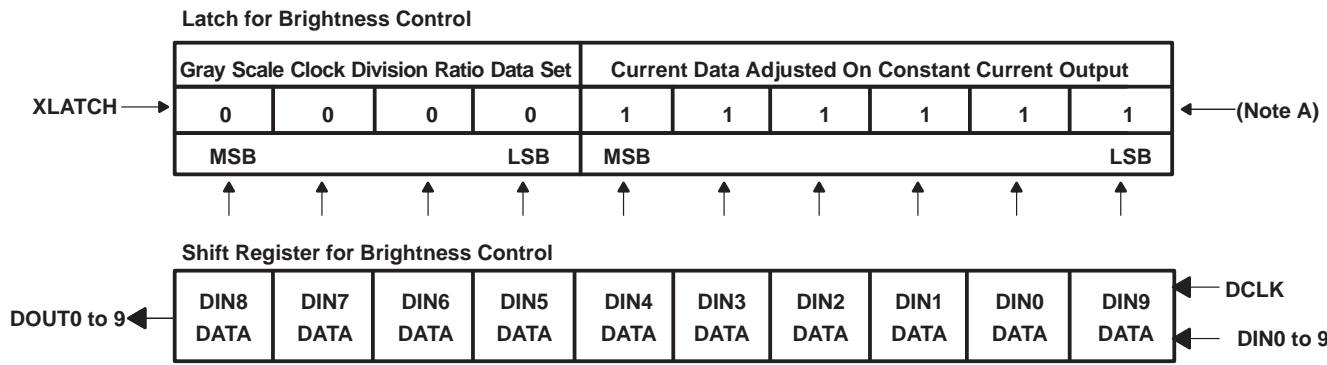 Latch for Brightness Control
Gray Scale Clock Division Ratio Data Set Current Data Adjusted On Constant Current Output
XLATCH 0 0 0 0 1 1 1 1 1 1 (Note A)
MSB LSB MSB LSB
Shift Register for Brightness Control
DIN8 DIN7 DIN6 DIN5 DIN4 DIN3 DIN2 DIN1 DIN0 DIN9 DCLK
DOUT0 to 9
DATA DATA DATA DATA DATA DATA DATA DATA DATA DATA DIN0 to 9